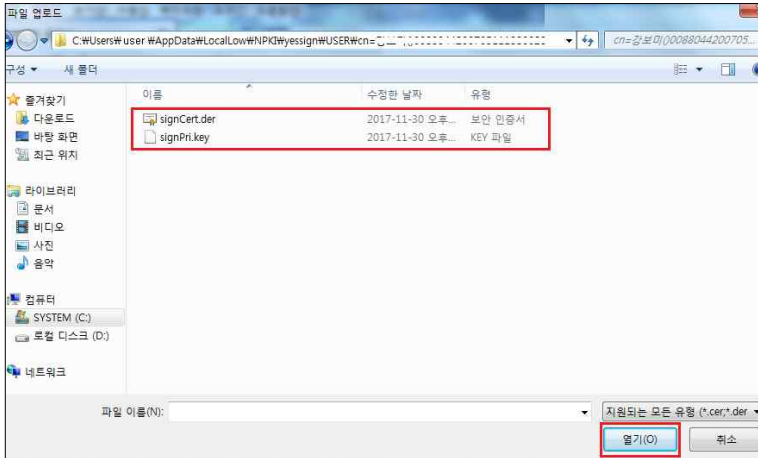 파일 업로드
C:₩Users₩user ₩AppData₩LocalLow₩NPKI₩yessign₩USER₩cn=
cn=강보미()00088044200705...
구성 새 폴더
이름 수정한 날짜 유형
signCert.der 2017-11-30 오후... 보안 인증서
signPri.key 2017-11-30 오후... KEY 파일
즐겨찾기
다운로드
바탕 화면
최근 위치
라이브러리
문서
비디오
사진
음악
컴퓨터
SYSTEM (C:)
로컬 디스크 (D:)
네트워크
파일 이름(N):
지원되는 모든 유형 (*.cer;*.der
열기(O) 취소